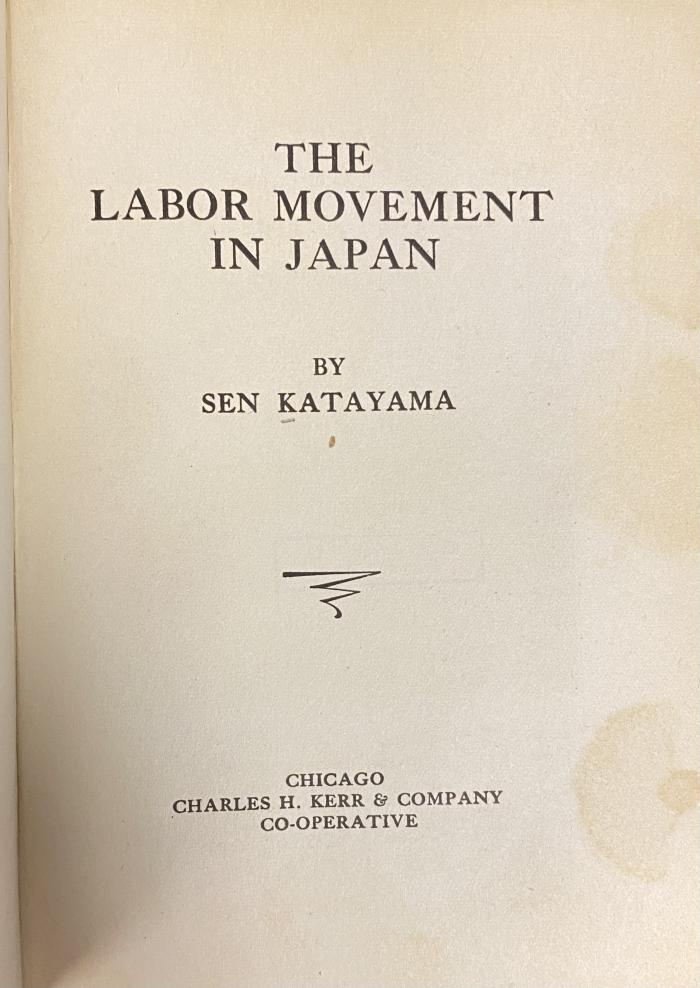 THE
LABOR MOVEMENT
IN JAPAN
BY
SEN KATAYAMA
CHICAGO
CHARLES H. KERR & COMPANY
CO-OPERATIVE